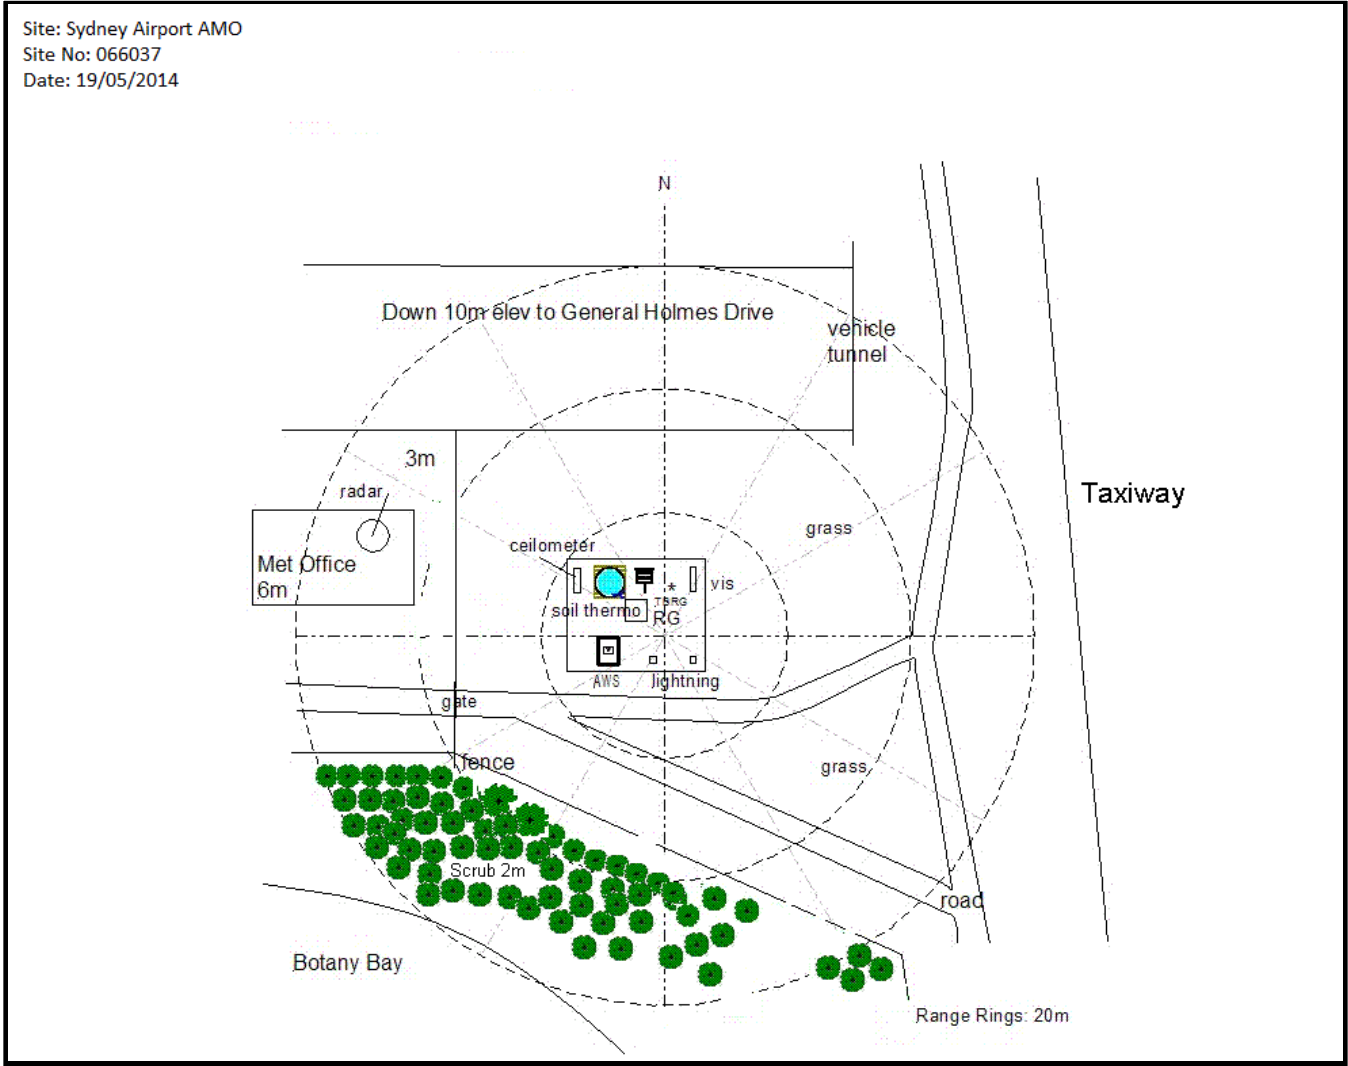 Site: Sydney Airport AMO
Site No: 066037
Date: 19/05/2014
N
Down 10m elev to General Holmes Drive
vehicle
tunnel
3m
radar
Taxiway
grass
ceilometer
Met Office
6m
vis
soil thermo
TBRG
RG
AWS
lightning
gate
fence
grass
Scrub 2m
road
Botany Bay
Range Rings: 20m